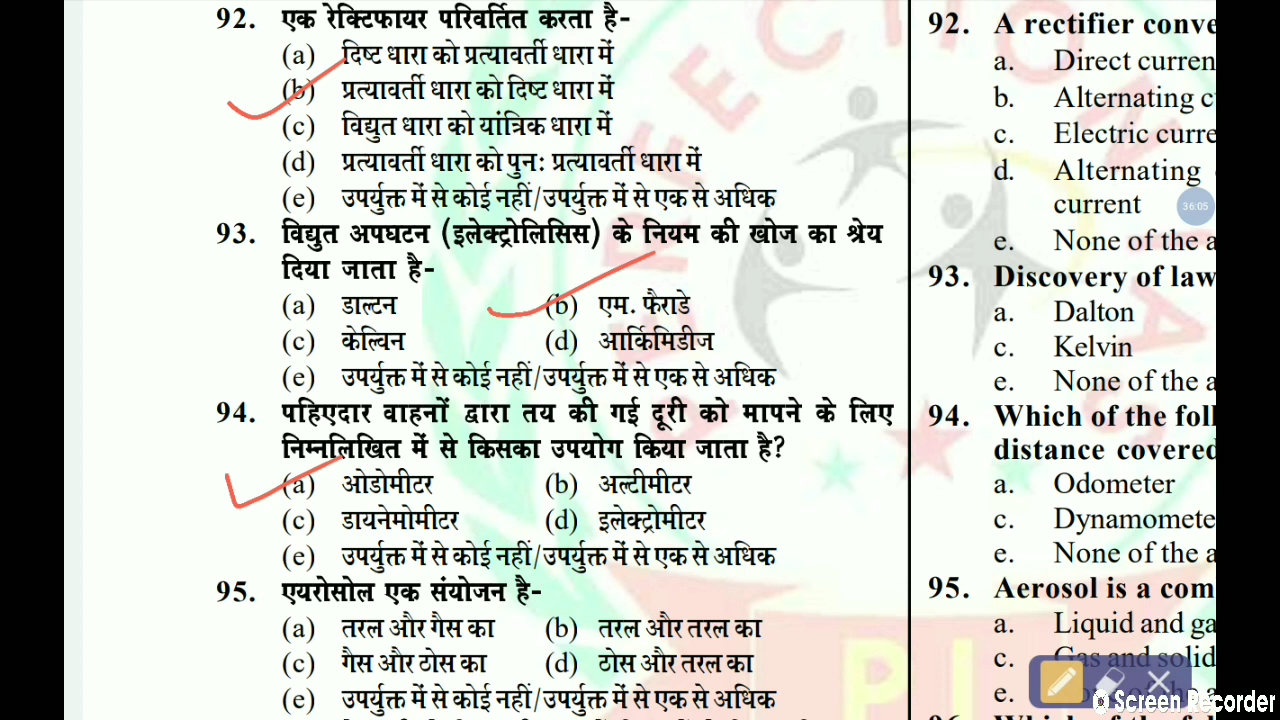 92. एक रेक्टिफायर परिवर्तित करता है-
(a) दिष्ट धारा को प्रत्यावर्ती धारा में
(b) प्रत्यावर्ती धारा को दिष्ट धारा में
(c) विद्युत धारा को यांत्रिक धारा में
(d) प्रत्यावर्ती धारा को पुनः प्रत्यावर्ती धारा में
(e) उपर्युक्त में से कोई नहीं/उपर्युक्त में से एक से अधिक
93. विद्युत अपघटन (इलेक्ट्रोलिसिस) के नियम की खोज का श्रेय
दिया जाता है-
(a) डाल्टन (b) एम. फैराडे
(c) केल्विन (d) आर्किमिडीज
(e) उपर्युक्त में से कोई नहीं/उपर्युक्त में से एक से अधिक
94. पहिएदार वाहनों द्वारा तय की गई दूरी को मापने के लिए
निम्नलिखित में से किसका उपयोग किया जाता है?
(a) ओडोमीटर (b) अल्टीमीटर
(c) डायनेमोमीटर (d) इलेक्ट्रोमीटर
(e) उपर्युक्त में से कोई नहीं/उपर्युक्त में से एक से अधिक
95. एयरोसोल एक संयोजन है-
(a) तरल और गैस का (b) तरल और तरल का
(c) गैस और ठोस का (d) ठोस और तरल का
(e) उपर्युक्त में से कोई नहीं/उपर्युक्त में से एक से अधिक
92. A rectifier conve
a. Direct curren
b. Alternating c
c. Electric curre
d. Alternating
current
36:05
e. None of the a
93. Discovery of law
a. Dalton
c. Kelvin
e. None of the a
94. Which of the foll
distance covered
a. Odometer
c. Dynamomete
e. None of the a
95. Aerosol is a com
a. Liquid and ga
c. Gas and solid
e.
Screen Recorder
PERFECTION IAS